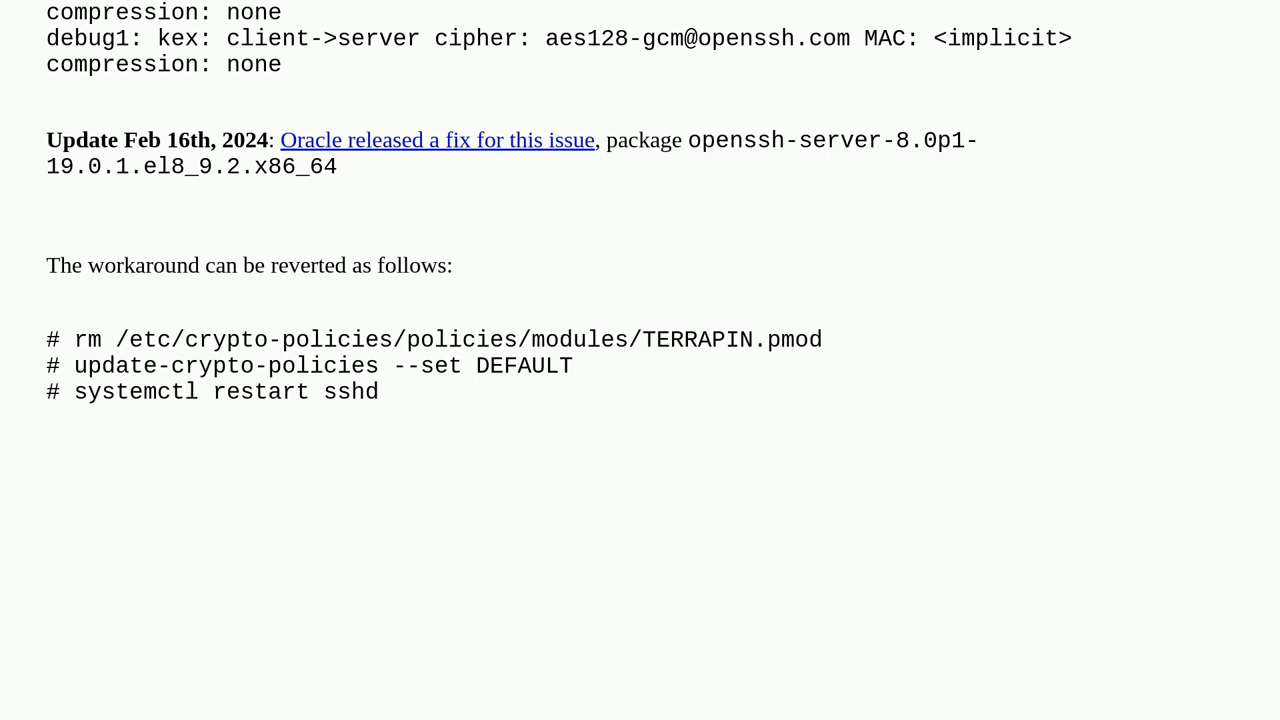 compression: none
debug1: kex: client->server cipher: aes128-gcm@openssh.com MAC: <implicit>
compression: none
Update Feb 16th, 2024: Oracle released a fix for this issue, package openssh-server-8.0p1-
19.0.1.el8_9.2.x86_64
The workaround can be reverted as follows:
# rm /etc/crypto-policies/policies/modules/TERRAPIN.pmod
# update-crypto-policies --set DEFAULT
# systemctl restart sshd